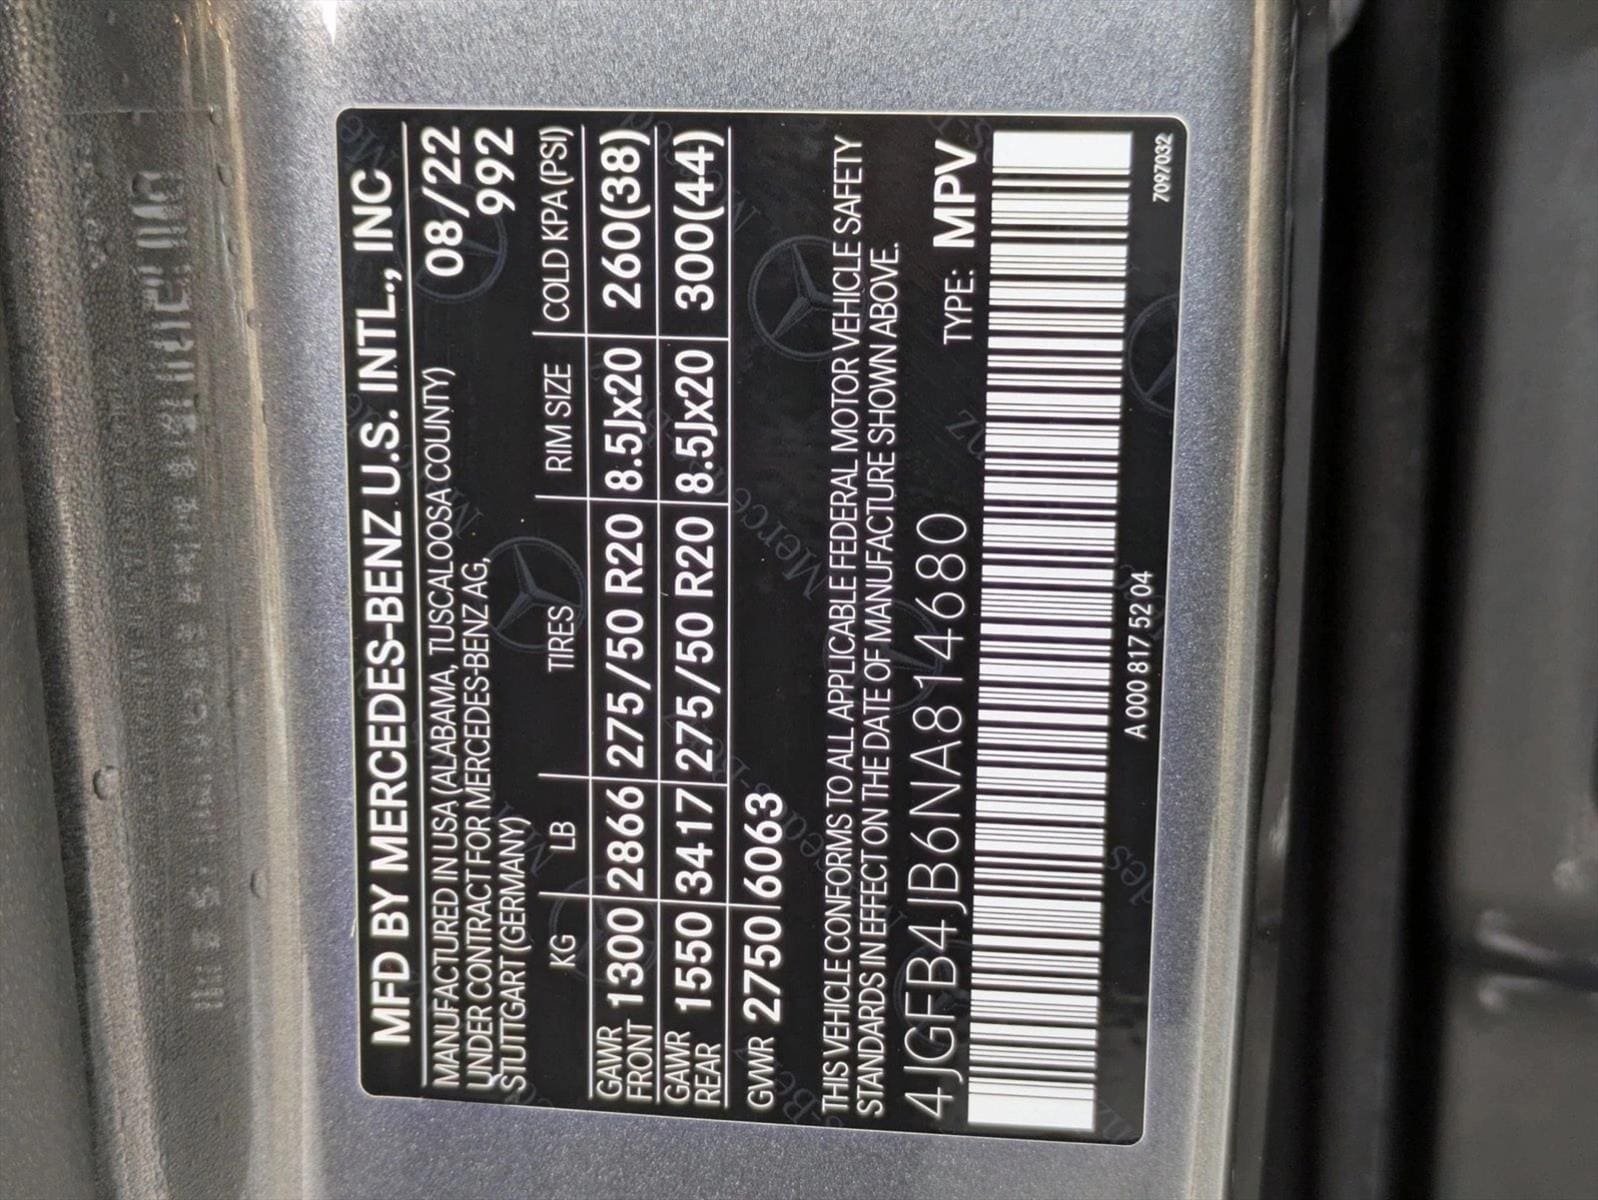 MFD BY MERCEDES-BENZ U.S. INTL., INC
MANUFACTURED IN USA (ALABAMA, TUSCALOOSA COUNTY) 08/22
UNDER CONTRACT FOR MERCEDES-BENZ AG, 992
STUTTGART (GERMANY)
KG LB TIRES RIM SIZE COLD KPA (PSI)
GAWR FRONT 1300 2866 275/50 R20 8.5Jx20 260(38)
GAWR REAR 1550 3417 275/50 R20 8.5Jx20 300(44)
GVWR 2750 6063
THIS VEHICLE CONFORMS TO ALL APPLICABLE FEDERAL MOTOR VEHICLE SAFETY
STANDARDS IN EFFECT ON THE DATE OF MANUFACTURE SHOWN ABOVE.
4JGFB4JB6NA814680 TYPE: MPV
A 000 817 52 04 7097032